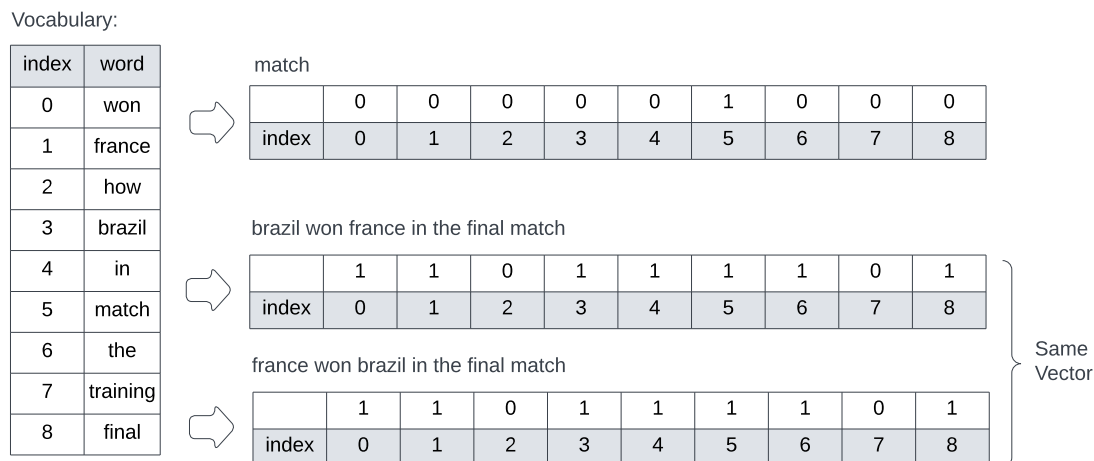 Vocabulary:
index word
0 won
1 france
2 how
3 brazil
4 in
5 match
6 the
7 training
8 final
match
0 0 0 0 0 1 0 0 0
index 0 1 2 3 4 5 6 7 8
brazil won france in the final match
1 1 0 1 1 1 1 0 1
index 0 1 2 3 4 5 6 7 8
france won brazil in the final match
1 1 0 1 1 1 1 0 1
index 0 1 2 3 4 5 6 7 8
Same
Vector